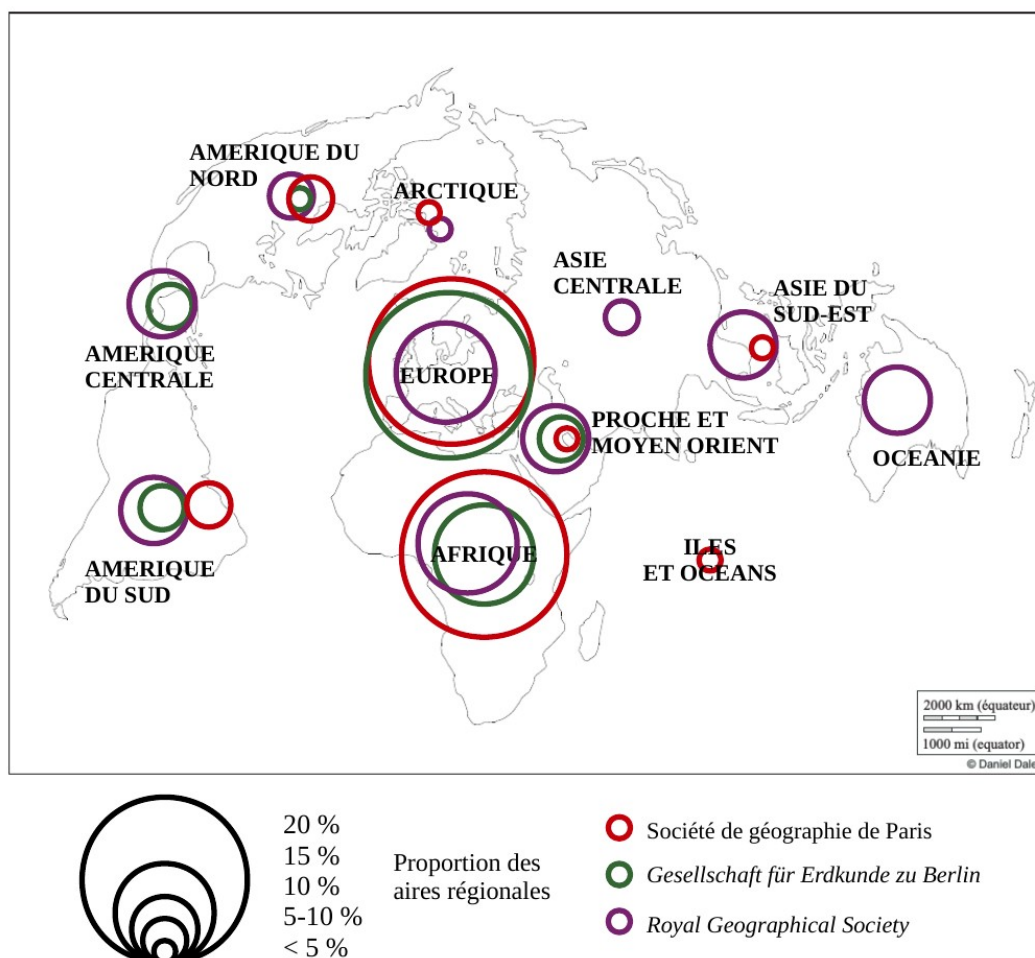 AMERIQUE DU
NORD
ARCTIQUE
ASIE
CENTRALE
ASIE DU
SUD-EST
AMERIQUE
CENTRALE
EUROPE
PROCHE ET
MOYEN ORIENT
OCEANIE
AFRIQUE
ILES
ET OCEANS
AMERIQUE
DU SUD
2000 km (équateur)
1000 mi (equator)
© Daniel Dale
20 %
15 %
10 %
5-10 %
< 5 %
Proportion des
aires régionales
Société de géographie de Paris
Gesellschaft für Erdkunde zu Berlin
Royal Geographical Society